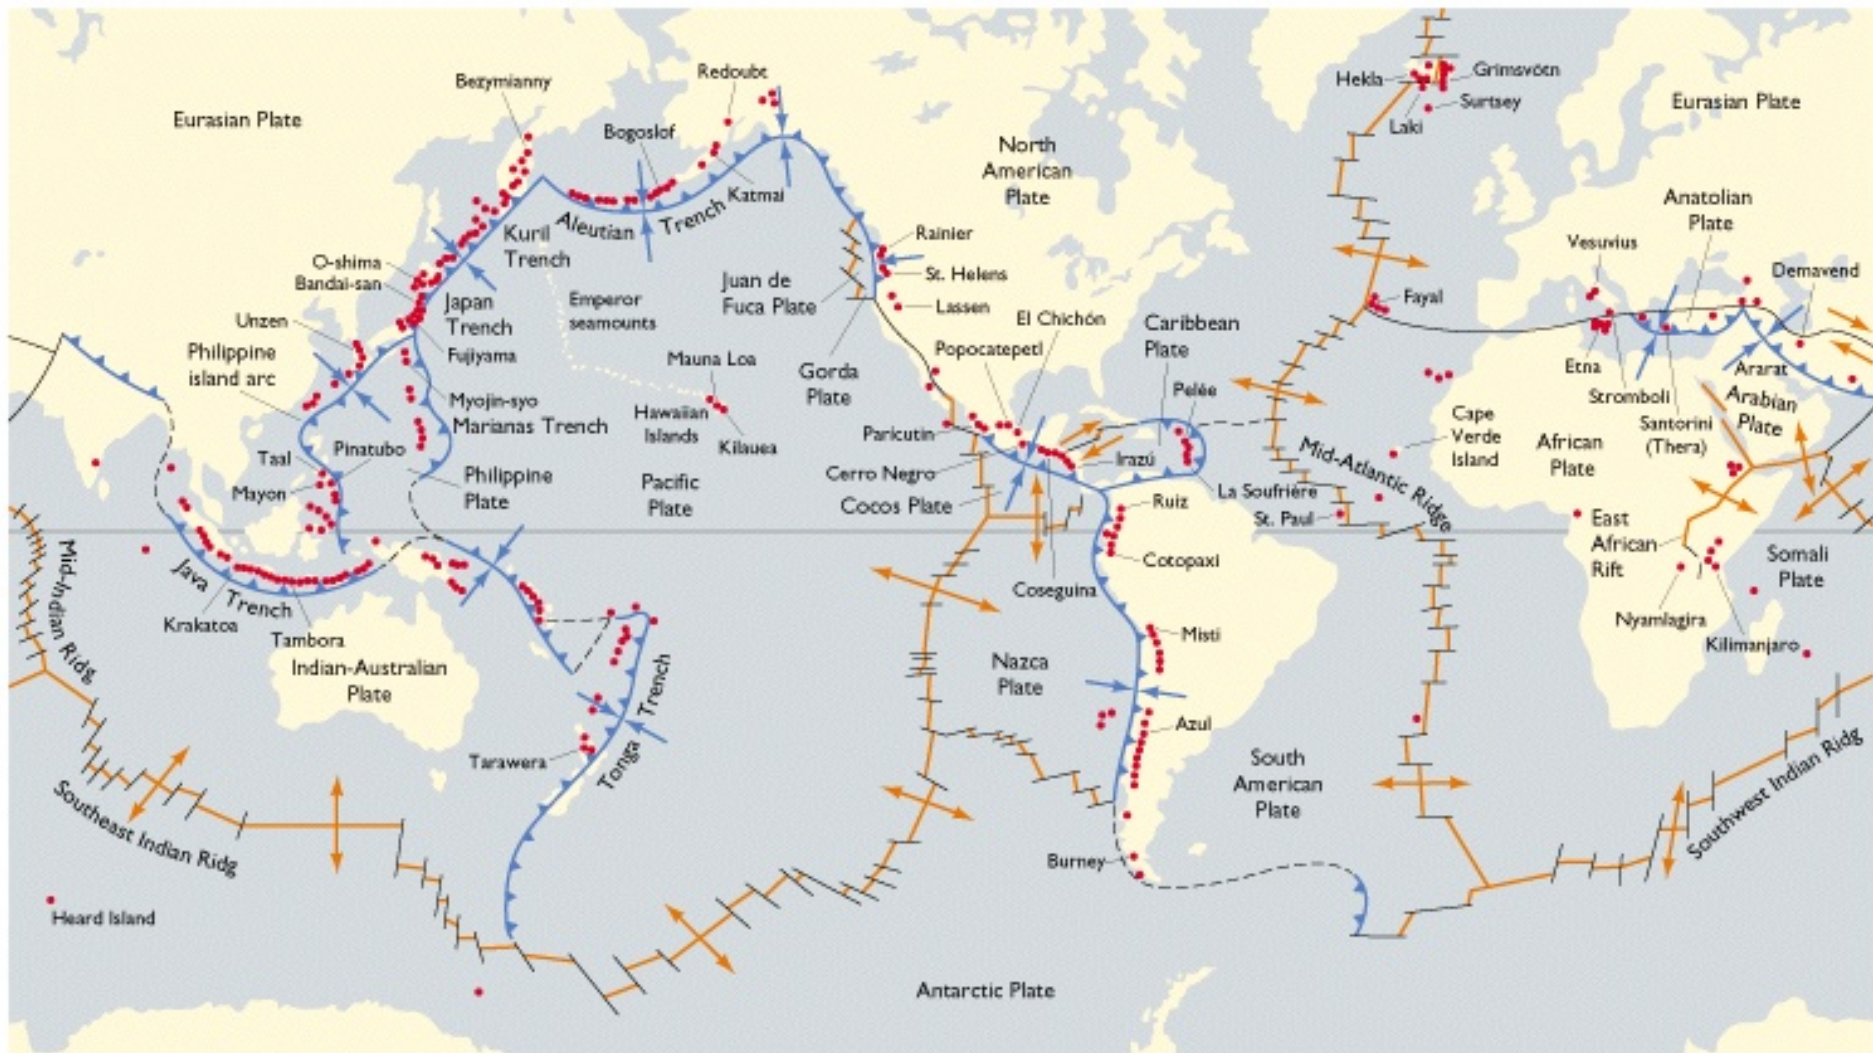 Bezymianny
Redoubt
Hekla
Grimsvötn
Surtsey
Laki
Eurasian Plate
Eurasian Plate
Bogoslof
Katmai
North
American
Plate
Aleutian Trench
Kuril
Trench
Anatolian
Plate
Vesuvius
Demavend
Rainier
St. Helens
Lassen
O-shima
Bandai-san
Japan
Trench
Emperor
seamounts
Juan de
Fuca Plate
Fayal
Unzen
Fujiyama
El Chichón
Caribbean
Plate
Philippine
island arc
Mauna Loa
Popocatepetl
Gorda
Plate
Pelée
Etna
Ararat
Stromboli
Arabian
Plate
Santorini
(Thera)
Myojin-syo
Marianas Trench
Hawaiian
Islands
Kilauea
Paricutin
Cape
Verde
Island
African
Plate
Pinatubo
Taal
Mayon
Philippine
Plate
Pacific
Plate
Cerro Negro
Cocos Plate
Irazú
La Soufrière
Mid-Atlantic Ridge
St. Paul
Ruiz
Cotopaxi
Coseguina
East
African
Rift
Somali
Plate
Mid-Indian Ridg
Java Trench
Krakatoa
Tambora
Nyamlagira
Kilimanjaro
Misti
Indian-Australian
Plate
Nazca
Plate
Tonga Trench
Tarawera
Azul
South
American
Plate
Southeast Indian Ridg
Southwest Indian Ridg
Burney
Heard Island
Antarctic Plate